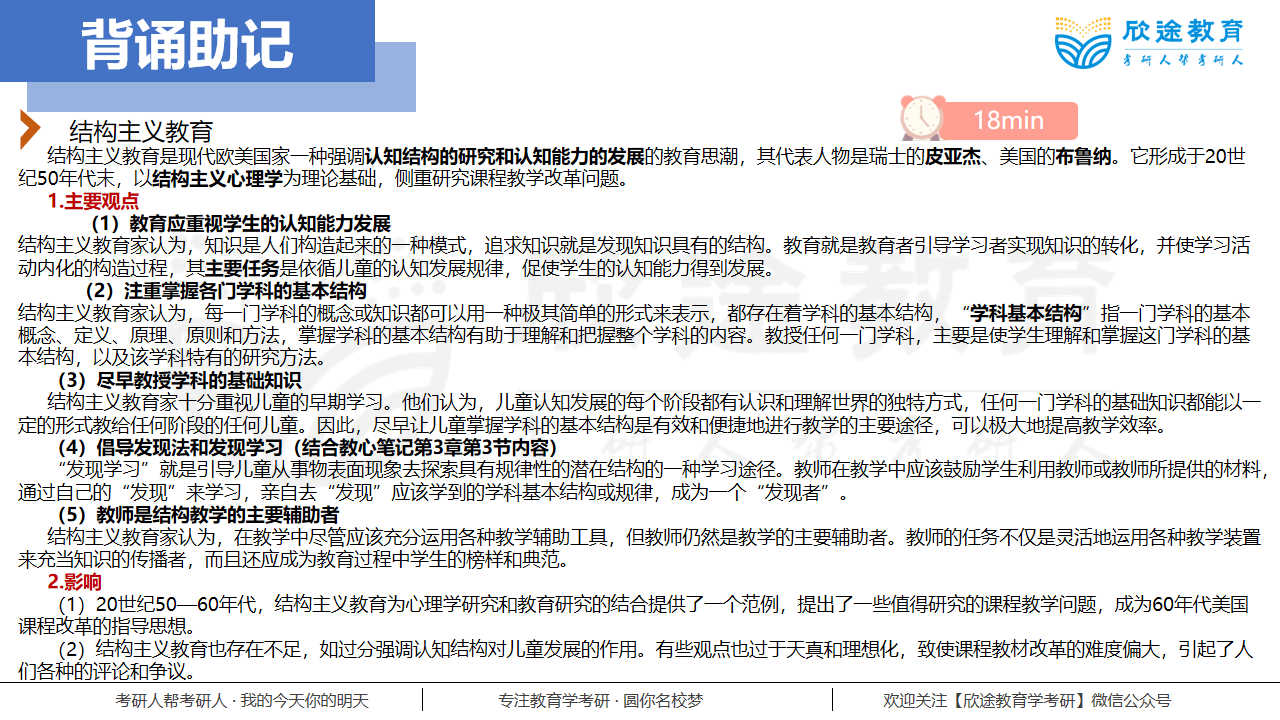 背诵助记
欣途教育
考研人帮考研人
18min
结构主义教育
结构主义教育是现代欧美国家一种强调认知结构的研究和认知能力的发展的教育思潮，其代表人物是瑞士的皮亚杰、美国的布鲁纳。它形成于20世
纪50年代末，以结构主义心理学为理论基础，侧重研究课程教学改革问题。
1.主要观点
（1）教育应重视学生的认知能力发展
结构主义教育家认为，知识是人们构造起来的一种模式，追求知识就是发现知识具有的结构。教育就是教育者引导学习者实现知识的转化，并使学习活
动内化的构造过程，其主要任务是依循儿童的认知发展规律，促使学生的认知能力得到发展。
（2）注重掌握各门学科的基本结构
结构主义教育家认为，每一门学科的概念或知识都可以用一种极其简单的形式来表示，都存在着学科的基本结构，“学科基本结构”指一门学科的基本
概念、定义、原理、原则和方法，掌握学科的基本结构有助于理解和把握整个学科的内容。教授任何一门学科，主要是使学生理解和掌握这门学科的基
本结构，以及该学科特有的研究方法。
（3）尽早教授学科的基础知识
结构主义教育家十分重视儿童的早期学习。他们认为，儿童认知发展的每个阶段都有认识和理解世界的独特方式，任何一门学科的基础知识都能以一
定的形式教给任何阶段的任何儿童。因此，尽早让儿童掌握学科的基本结构是有效和便捷地进行教学的主要途径，可以极大地提高教学效率。
（4）倡导发现法和发现学习（结合教心笔记第3章第3节内容）
“发现学习”就是引导儿童从事物表面现象去探索具有规律性的潜在结构的一种学习途径。教师在教学中应该鼓励学生利用教师或教师所提供的材料，
通过自己的“发现”来学习，亲自去“发现”应该学到的学科基本结构或规律，成为一个“发现者”。
（5）教师是结构教学的主要辅助者
结构主义教育家认为，在教学中尽管应该充分运用各种教学辅助工具，但教师仍然是教学的主要辅助者。教师的任务不仅是灵活地运用各种教学装置
来充当知识的传播者，而且还应成为教育过程中学生的榜样和典范。
2.影响
（1）20世纪50—60年代，结构主义教育为心理学研究和教育研究的结合提供了一个范例，提出了一些值得研究的课程教学问题，成为60年代美国
课程改革的指导思想。
（2）结构主义教育也存在不足，如过分强调认知结构对儿童发展的作用。有些观点也过于天真和理想化，致使课程教材改革的难度偏大，引起了人
们各种的评论和争议。
考研人帮考研人 · 我的今天你的明天
专注教育学考研 · 圆你名校梦
欢迎关注【欣途教育学考研】微信公众号